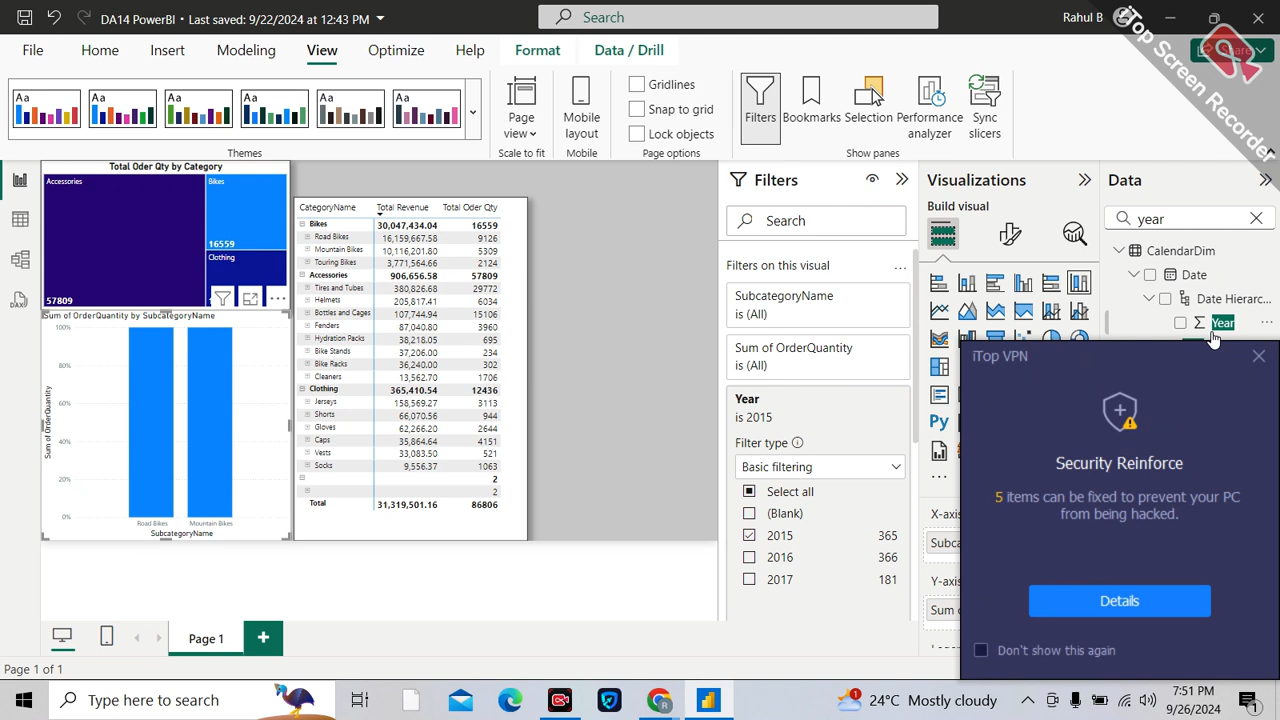 DA14 PowerBI • Last saved: 9/22/2024 at 12:43 PM
Search
Rahul B
iTop Screen Recorder
File
Home
Insert
Modeling
View
Optimize
Help
Format
Data / Drill
Share
Aa
Aa
Aa
Aa
Aa
Aa
Themes
Page view
Scale to fit
Mobile layout
Mobile
Gridlines
Snap to grid
Lock objects
Page options
Filters
Bookmarks
Selection
Performance analyzer
Sync slicers
Show panes
Total Oder Qty by Category
Accessories
57809
Bikes
16559
Clothing
Sum of OrderQuantity by SubcategoryName
100%
80%
60%
40%
20%
0%
Sum of OrderQuantity
Road Bikes
Mountain Bikes
SubcategoryName
CategoryName Total Revenue Total Oder Qty
Bikes 30,047,434.04 16559
Road Bikes 16,159,667.58 9126
Mountain Bikes 10,116,201.80 5309
Touring Bikes 3,771,564.66 2124
Accessories 906,656.58 57809
Tires and Tubes 380,826.68 29772
Helmets 205,817.41 6034
Bottles and Cages 107,744.94 15106
Fenders 87,040.80 3960
Hydration Packs 38,218.05 695
Bike Stands 37,206.00 234
Bike Racks 36,240.00 302
Cleaners 13,562.70 1706
Clothing 365,410.54 12436
Jerseys 158,569.27 3113
Shorts 66,070.56 944
Gloves 62,266.20 2644
Caps 35,864.64 4151
Vests 33,083.50 521
Socks 9,556.37 1063
2
2
Total 31,319,501.16 86806
Filters
Search
Filters on this visual
SubcategoryName
is (All)
Sum of OrderQuantity
is (All)
Year
is 2015
Filter type
Basic filtering
Select all
(Blank)
2015 365
2016 366
2017 181
Visualizations
Build visual
Py
X-axis
Subca
Y-axis
Sum o
Data
year
CalendarDim
Date
Date Hierarc...
Year
iTop VPN
Security Reinforce
5 items can be fixed to prevent your PC
from being hacked.
Details
Don't show this again
Page 1
Page 1 of 1
Type here to search
R
1
24°C Mostly cloudy
7:51 PM
9/26/2024
1